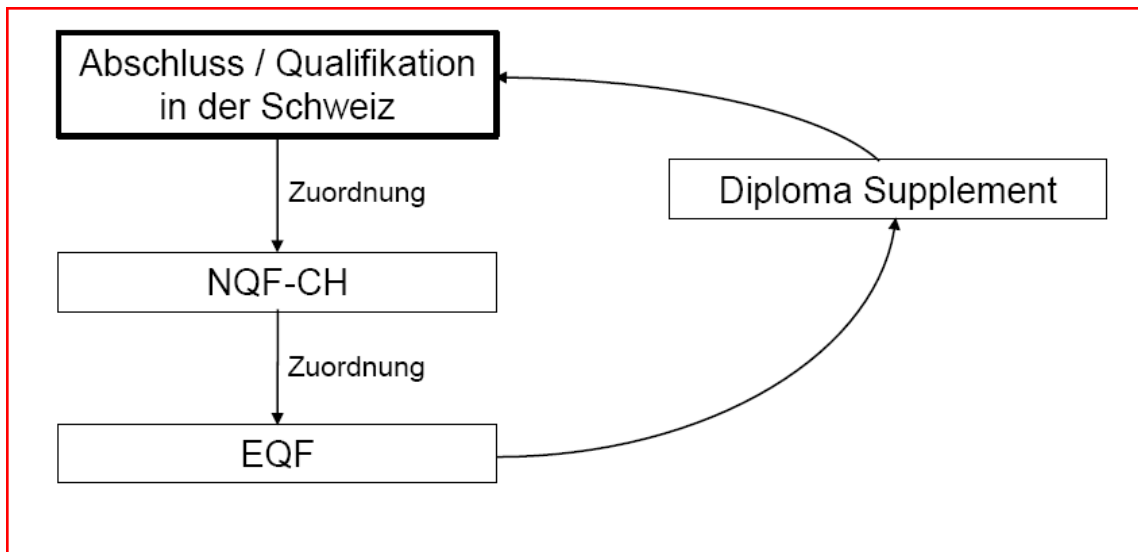 Abschluss / Qualifikation
in der Schweiz
Zuordnung
Diploma Supplement
NQF-CH
Zuordnung
EQF